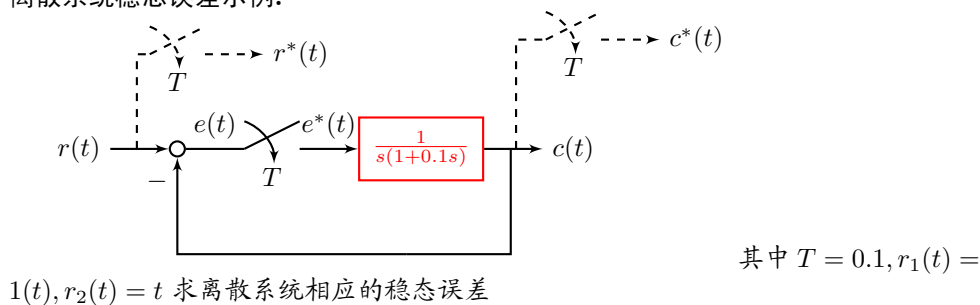 离散系统稳态误差示例:
r*(t)
c*(t)
T
T
r(t)
e(t)
e*(t)
1/(s(1+0.1s))
c(t)
−
T
其中 T = 0.1, r₁(t) =
1(t), r₂(t) = t 求离散系统相应的稳态误差